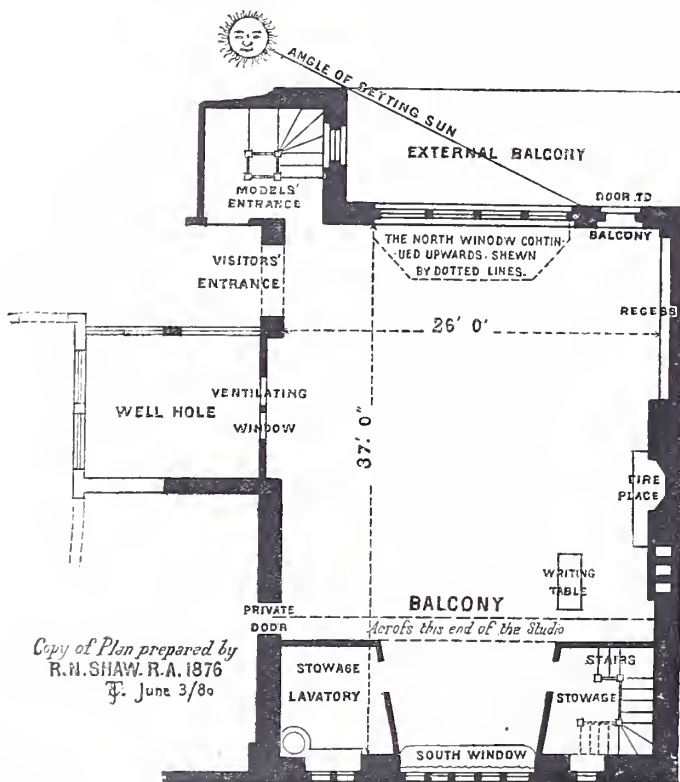 ANGLE OF SETTING SUN
EXTERNAL BALCONY
MODELS'
ENTRANCE
DOOR TO
BALCONY
THE NORTH WINODW CONTIN-
UED UPWARDS. SHEWN
BY DOTTED LINES.
VISITORS'
ENTRANCE
RECESS
26' 0'
WELL HOLE
VENTILATING
WINDOW
37' 0"
FIRE
PLACE
WRITING
TABLE
BALCONY
Acrofs this end of the Studio
PRIVATE
DOOR
Copy of Plan prepared by
R.N. SHAW. R.A. 1876
June 3/80
STOWAGE
LAVATORY
STAIRS
STOWAGE
SOUTH WINDOW